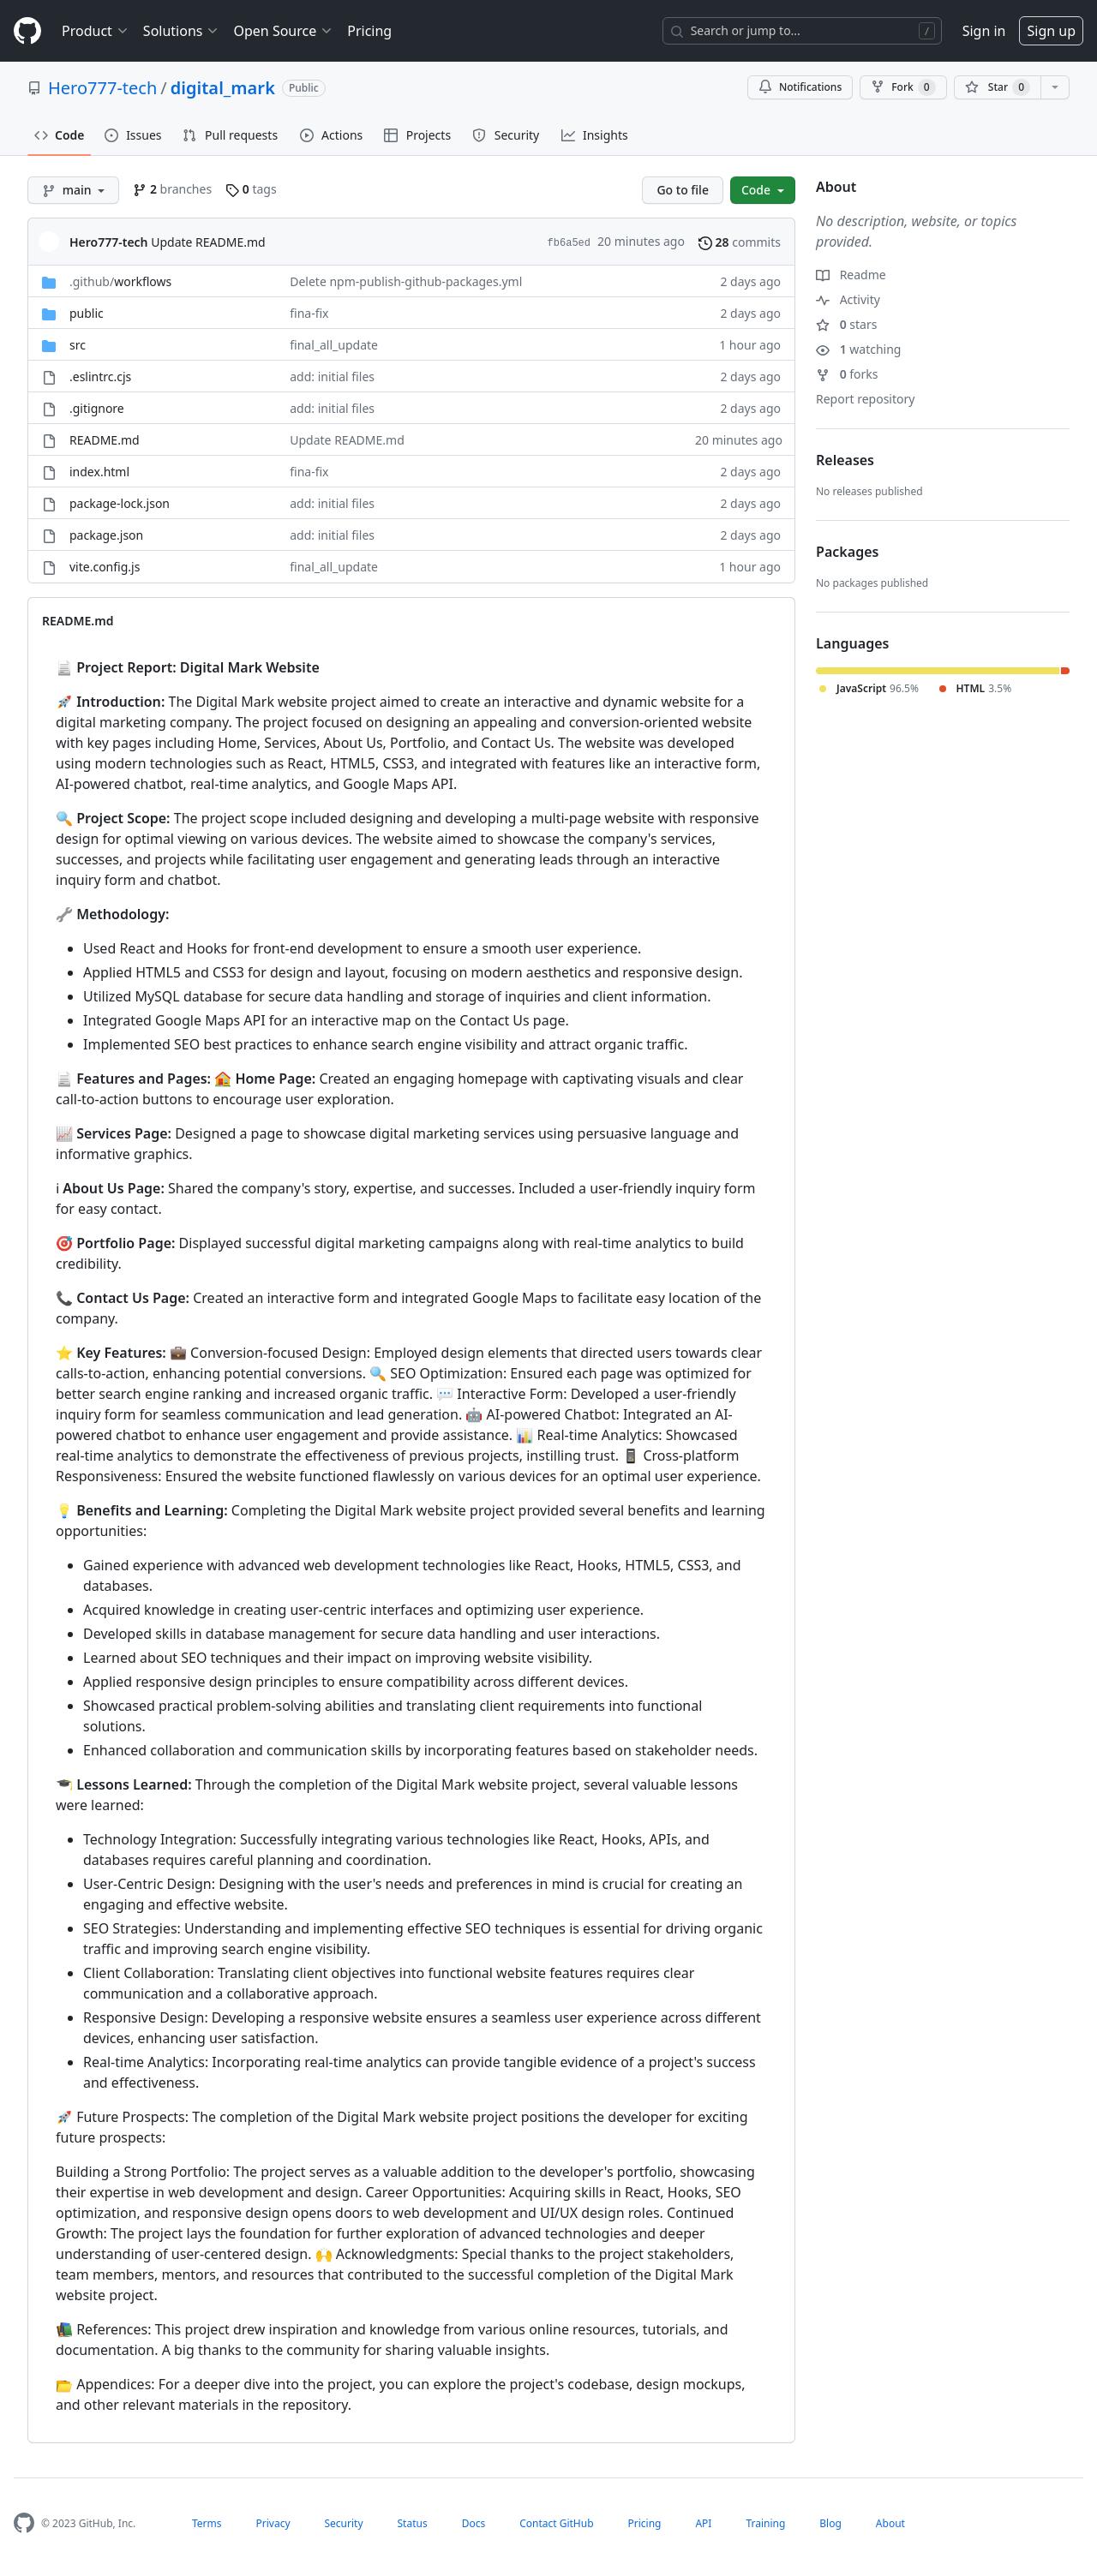 Product Solutions Open Source Pricing Search or jump to... / Sign in Sign up
Hero777-tech / digital_mark Public Notifications Fork 0 Star 0
Code Issues Pull requests Actions Projects Security Insights
main 2 branches 0 tags Go to file Code
Hero777-tech Update README.md fb6a5ed 20 minutes ago 28 commits
.github/workflows Delete npm-publish-github-packages.yml 2 days ago
public fina-fix 2 days ago
src final_all_update 1 hour ago
.eslintrc.cjs add: initial files 2 days ago
.gitignore add: initial files 2 days ago
README.md Update README.md 20 minutes ago
index.html fina-fix 2 days ago
package-lock.json add: initial files 2 days ago
package.json add: initial files 2 days ago
vite.config.js final_all_update 1 hour ago
README.md
📃 Project Report: Digital Mark Website
🚀 Introduction: The Digital Mark website project aimed to create an interactive and dynamic website for a
digital marketing company. The project focused on designing an appealing and conversion-oriented website
with key pages including Home, Services, About Us, Portfolio, and Contact Us. The website was developed
using modern technologies such as React, HTML5, CSS3, and integrated with features like an interactive form,
AI-powered chatbot, real-time analytics, and Google Maps API.
🔍 Project Scope: The project scope included designing and developing a multi-page website with responsive
design for optimal viewing on various devices. The website aimed to showcase the company's services,
successes, and projects while facilitating user engagement and generating leads through an interactive
inquiry form and chatbot.
🔧 Methodology:
• Used React and Hooks for front-end development to ensure a smooth user experience.
• Applied HTML5 and CSS3 for design and layout, focusing on modern aesthetics and responsive design.
• Utilized MySQL database for secure data handling and storage of inquiries and client information.
• Integrated Google Maps API for an interactive map on the Contact Us page.
• Implemented SEO best practices to enhance search engine visibility and attract organic traffic.
📃 Features and Pages: 🏠 Home Page: Created an engaging homepage with captivating visuals and clear
call-to-action buttons to encourage user exploration.
📈 Services Page: Designed a page to showcase digital marketing services using persuasive language and
informative graphics.
ℹ About Us Page: Shared the company's story, expertise, and successes. Included a user-friendly inquiry form
for easy contact.
🎯 Portfolio Page: Displayed successful digital marketing campaigns along with real-time analytics to build
credibility.
📞 Contact Us Page: Created an interactive form and integrated Google Maps to facilitate easy location of the
company.
⭐ Key Features: 💼 Conversion-focused Design: Employed design elements that directed users towards clear
calls-to-action, enhancing potential conversions. 🔍 SEO Optimization: Ensured each page was optimized for
better search engine ranking and increased organic traffic. 💬 Interactive Form: Developed a user-friendly
inquiry form for seamless communication and lead generation. 🤖 AI-powered Chatbot: Integrated an AI-
powered chatbot to enhance user engagement and provide assistance. 📊 Real-time Analytics: Showcased
real-time analytics to demonstrate the effectiveness of previous projects, instilling trust. 📱 Cross-platform
Responsiveness: Ensured the website functioned flawlessly on various devices for an optimal user experience.
💡 Benefits and Learning: Completing the Digital Mark website project provided several benefits and learning
opportunities:
• Gained experience with advanced web development technologies like React, Hooks, HTML5, CSS3, and
databases.
• Acquired knowledge in creating user-centric interfaces and optimizing user experience.
• Developed skills in database management for secure data handling and user interactions.
• Learned about SEO techniques and their impact on improving website visibility.
• Applied responsive design principles to ensure compatibility across different devices.
• Showcased practical problem-solving abilities and translating client requirements into functional
solutions.
• Enhanced collaboration and communication skills by incorporating features based on stakeholder needs.
🎓 Lessons Learned: Through the completion of the Digital Mark website project, several valuable lessons
were learned:
• Technology Integration: Successfully integrating various technologies like React, Hooks, APIs, and
databases requires careful planning and coordination.
• User-Centric Design: Designing with the user's needs and preferences in mind is crucial for creating an
engaging and effective website.
• SEO Strategies: Understanding and implementing effective SEO techniques is essential for driving organic
traffic and improving search engine visibility.
• Client Collaboration: Translating client objectives into functional website features requires clear
communication and a collaborative approach.
• Responsive Design: Developing a responsive website ensures a seamless user experience across different
devices, enhancing user satisfaction.
• Real-time Analytics: Incorporating real-time analytics can provide tangible evidence of a project's success
and effectiveness.
🚀 Future Prospects: The completion of the Digital Mark website project positions the developer for exciting
future prospects:
Building a Strong Portfolio: The project serves as a valuable addition to the developer's portfolio, showcasing
their expertise in web development and design. Career Opportunities: Acquiring skills in React, Hooks, SEO
optimization, and responsive design opens doors to web development and UI/UX design roles. Continued
Growth: The project lays the foundation for further exploration of advanced technologies and deeper
understanding of user-centered design. 🙌 Acknowledgments: Special thanks to the project stakeholders,
team members, mentors, and resources that contributed to the successful completion of the Digital Mark
website project.
📚 References: This project drew inspiration and knowledge from various online resources, tutorials, and
documentation. A big thanks to the community for sharing valuable insights.
📂 Appendices: For a deeper dive into the project, you can explore the project's codebase, design mockups,
and other relevant materials in the repository.
About
No description, website, or topics
provided.
Readme
Activity
0 stars
1 watching
0 forks
Report repository
Releases
No releases published
Packages
No packages published
Languages
JavaScript 96.5% HTML 3.5%
© 2023 GitHub, Inc. Terms Privacy Security Status Docs Contact GitHub Pricing API Training Blog About